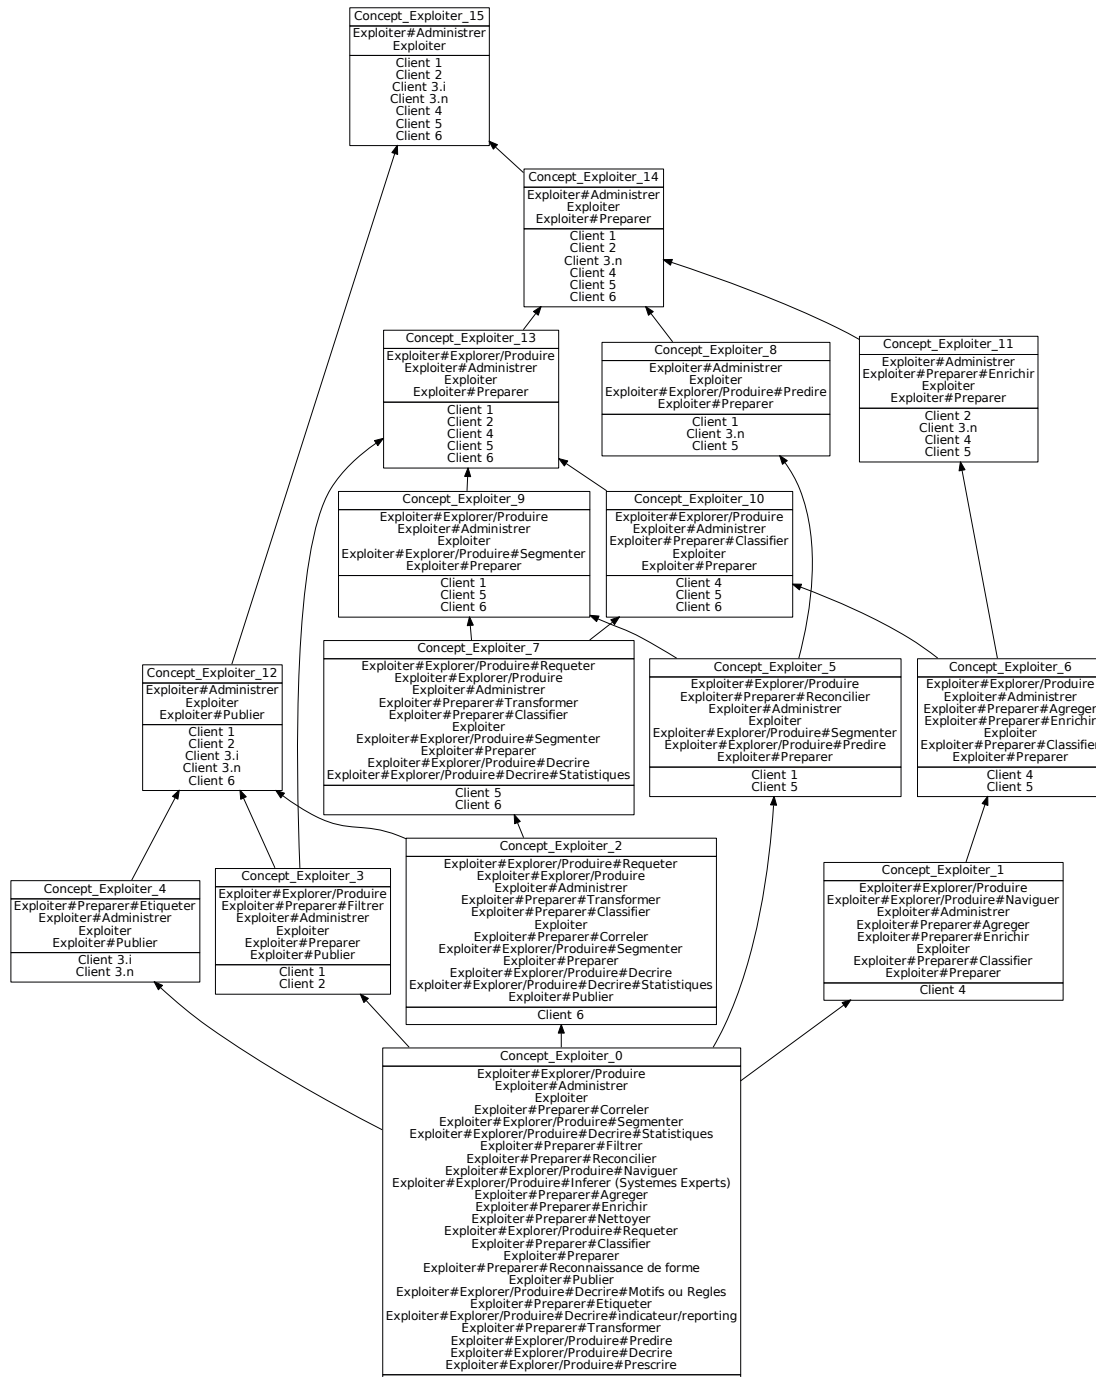 Concept_Exploiter_15
Exploiter#Administrer
Exploiter
Client 1
Client 2
Client 3.i
Client 3.n
Client 4
Client 5
Client 6
Concept_Exploiter_14
Exploiter#Administrer
Exploiter
Exploiter#Preparer
Client 1
Client 2
Client 3.n
Client 4
Client 5
Client 6
Concept_Exploiter_13
Exploiter#Explorer/Produire
Exploiter#Administrer
Exploiter
Exploiter#Preparer
Client 1
Client 2
Client 4
Client 5
Client 6
Concept_Exploiter_8
Exploiter#Administrer
Exploiter
Exploiter#Explorer/Produire#Predire
Exploiter#Preparer
Client 1
Client 3.n
Client 5
Concept_Exploiter_11
Exploiter#Administrer
Exploiter#Preparer#Enrichir
Exploiter
Exploiter#Preparer
Client 2
Client 3.n
Client 4
Client 5
Concept_Exploiter_9
Exploiter#Explorer/Produire
Exploiter#Administrer
Exploiter
Exploiter#Explorer/Produire#Segmenter
Exploiter#Preparer
Client 1
Client 5
Client 6
Concept_Exploiter_10
Exploiter#Explorer/Produire
Exploiter#Administrer
Exploiter#Preparer#Classifier
Exploiter
Exploiter#Preparer
Client 4
Client 5
Client 6
Concept_Exploiter_12
Exploiter#Administrer
Exploiter
Exploiter#Publier
Client 1
Client 2
Client 3.i
Client 3.n
Client 6
Concept_Exploiter_7
Exploiter#Explorer/Produire#Requeter
Exploiter#Explorer/Produire
Exploiter#Administrer
Exploiter#Preparer#Transformer
Exploiter#Preparer#Classifier
Exploiter
Exploiter#Explorer/Produire#Segmenter
Exploiter#Preparer
Exploiter#Explorer/Produire#Decrire
Exploiter#Explorer/Produire#Decrire#Statistiques
Client 5
Client 6
Concept_Exploiter_5
Exploiter#Explorer/Produire
Exploiter#Preparer#Reconcilier
Exploiter#Administrer
Exploiter
Exploiter#Explorer/Produire#Segmenter
Exploiter#Explorer/Produire#Predire
Exploiter#Preparer
Client 1
Client 5
Concept_Exploiter_6
Exploiter#Explorer/Produire
Exploiter#Administrer
Exploiter#Preparer#Agreger
Exploiter#Preparer#Enrichir
Exploiter
Exploiter#Preparer#Classifier
Exploiter#Preparer
Client 4
Client 5
Concept_Exploiter_4
Exploiter#Preparer#Etiqueter
Exploiter#Administrer
Exploiter
Exploiter#Publier
Client 3.i
Client 3.n
Concept_Exploiter_3
Exploiter#Explorer/Produire
Exploiter#Preparer#Filtrer
Exploiter#Administrer
Exploiter
Exploiter#Preparer
Exploiter#Publier
Client 1
Client 2
Concept_Exploiter_2
Exploiter#Explorer/Produire#Requeter
Exploiter#Explorer/Produire
Exploiter#Administrer
Exploiter#Preparer#Transformer
Exploiter#Preparer#Classifier
Exploiter
Exploiter#Preparer#Correler
Exploiter#Explorer/Produire#Segmenter
Exploiter#Preparer
Exploiter#Explorer/Produire#Decrire
Exploiter#Explorer/Produire#Decrire#Statistiques
Exploiter#Publier
Client 6
Concept_Exploiter_1
Exploiter#Explorer/Produire
Exploiter#Explorer/Produire#Naviguer
Exploiter#Administrer
Exploiter#Preparer#Agreger
Exploiter#Preparer#Enrichir
Exploiter
Exploiter#Preparer#Classifier
Exploiter#Preparer
Client 4
Concept_Exploiter_0
Exploiter#Explorer/Produire
Exploiter#Administrer
Exploiter
Exploiter#Preparer#Correler
Exploiter#Explorer/Produire#Segmenter
Exploiter#Explorer/Produire#Decrire#Statistiques
Exploiter#Preparer#Filtrer
Exploiter#Preparer#Reconcilier
Exploiter#Explorer/Produire#Naviguer
Exploiter#Explorer/Produire#Inferer (Systemes Experts)
Exploiter#Preparer#Agreger
Exploiter#Preparer#Enrichir
Exploiter#Preparer#Nettoyer
Exploiter#Explorer/Produire#Requeter
Exploiter#Preparer#Classifier
Exploiter#Preparer
Exploiter#Preparer#Reconnaissance de forme
Exploiter#Publier
Exploiter#Explorer/Produire#Decrire#Motifs ou Regles
Exploiter#Preparer#Etiqueter
Exploiter#Explorer/Produire#Decrire#indicateur/reporting
Exploiter#Preparer#Transformer
Exploiter#Explorer/Produire#Predire
Exploiter#Explorer/Produire#Decrire
Exploiter#Explorer/Produire#Prescrire